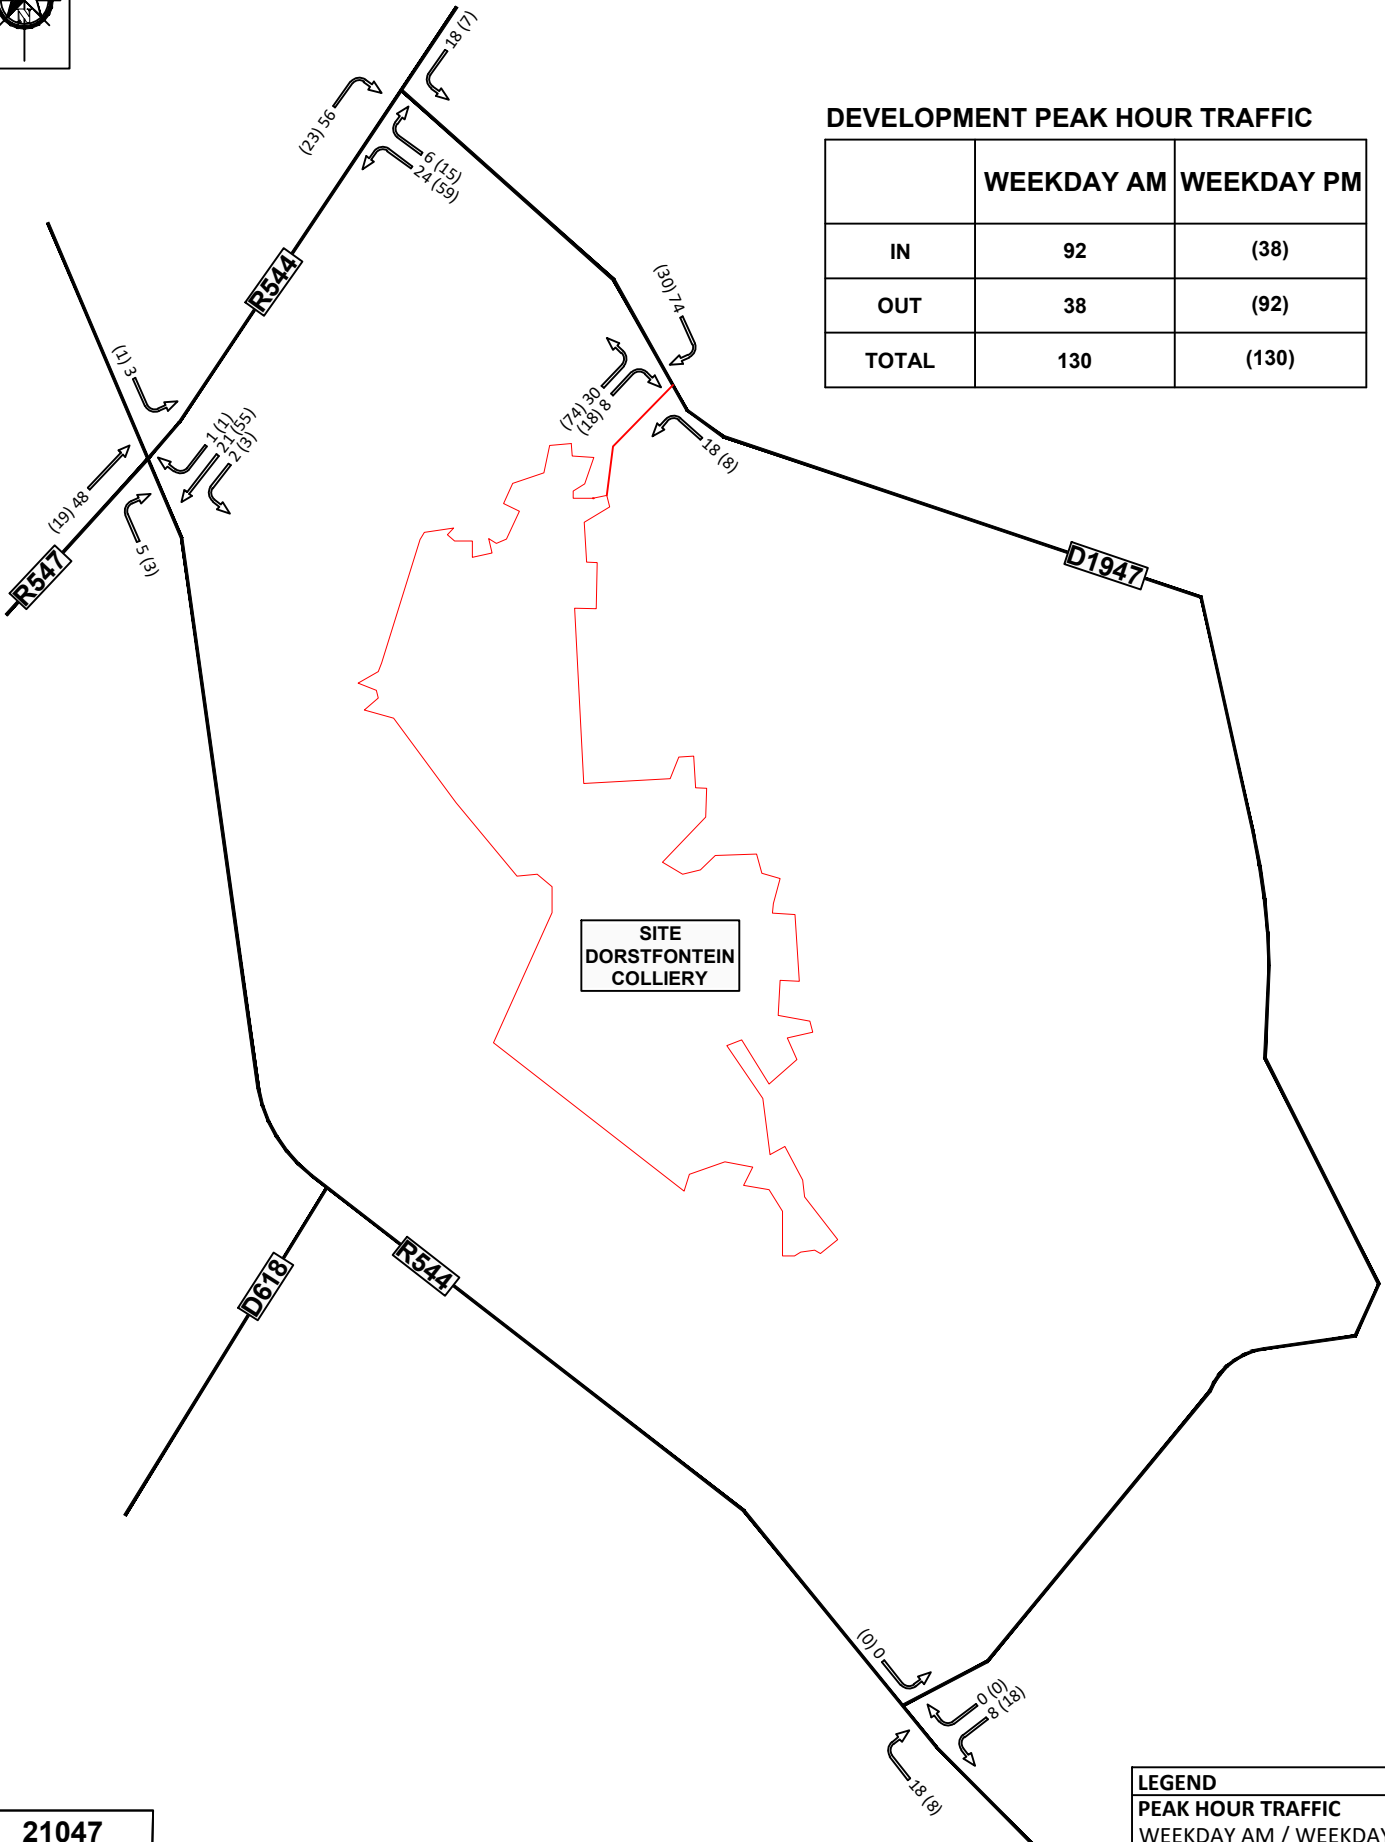 N
18 (7)
(23) 56
6 (15)
24 (59)
DEVELOPMENT PEAK HOUR TRAFFIC
WEEKDAY AM WEEKDAY PM
IN 92 (38)
OUT 38 (92)
TOTAL 130 (130)
R544
(30) 74
(1) 3
(74) 30
(18) 8
1 (1)
21 (55)
2 (3)
18 (8)
(19) 48
5 (3)
R547
D1947
SITE
DORSTFONTEIN
COLLIERY
R544
D618
(0) 0
0 (0)
8 (18)
18 (8)
LEGEND
PEAK HOUR TRAFFIC
WEEKDAY AM / WEEKDAY
21047